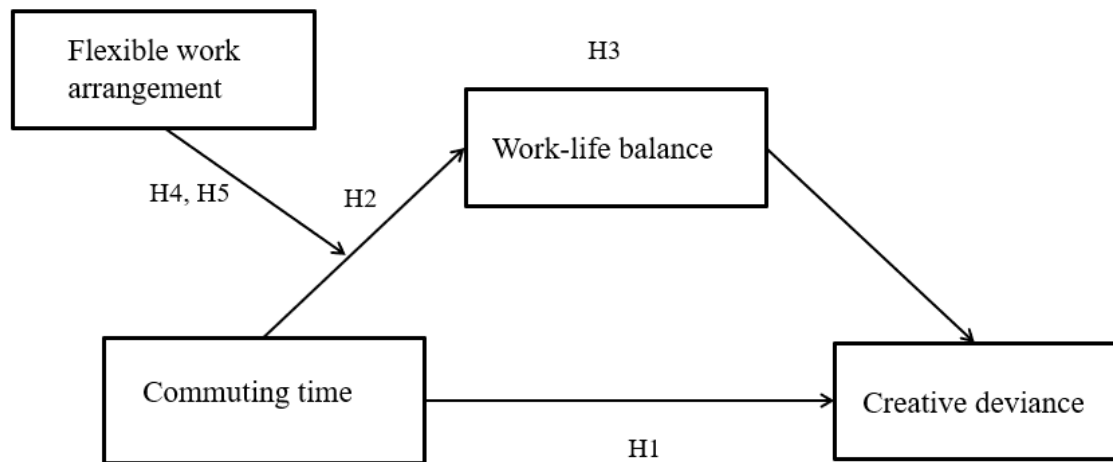 Flexible work
arrangement
H3
Work-life balance
H4, H5
H2
Commuting time
Creative deviance
H1